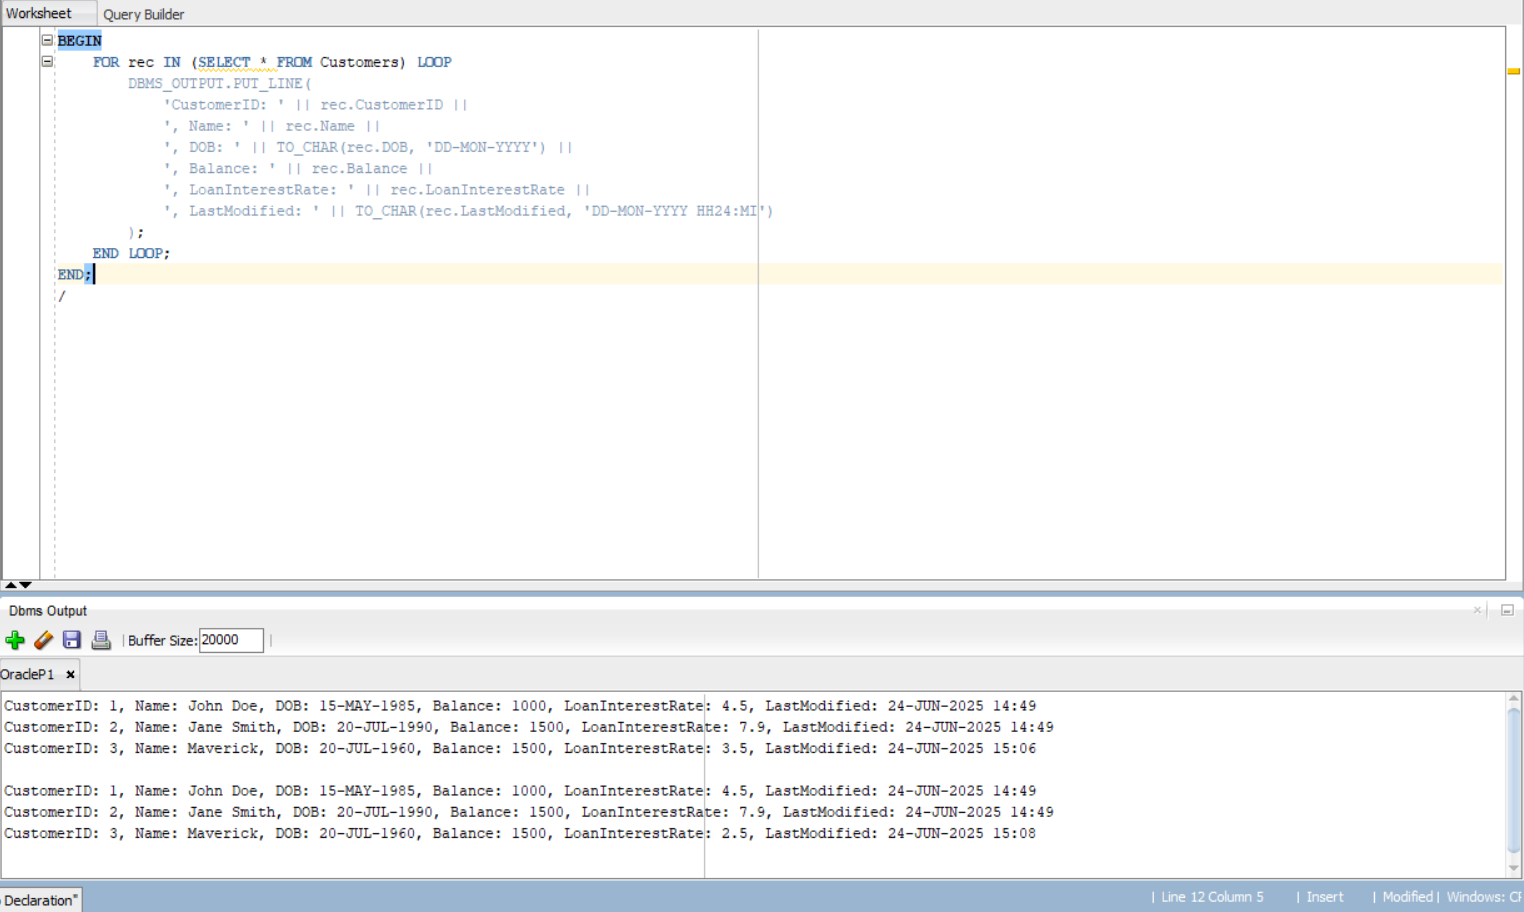 Worksheet Query Builder
BEGIN
FOR rec IN (SELECT * FROM Customers) LOOP
DBMS_OUTPUT.PUT_LINE(
'CustomerID: ' || rec.CustomerID ||
', Name: ' || rec.Name ||
', DOB: ' || TO_CHAR(rec.DOB, 'DD-MON-YYYY') ||
', Balance: ' || rec.Balance ||
', LoanInterestRate: ' || rec.LoanInterestRate ||
', LastModified: ' || TO_CHAR(rec.LastModified, 'DD-MON-YYYY HH24:MI')
);
END LOOP;
END;
/
Dbms Output
Buffer Size: 20000
OracleP1
CustomerID: 1, Name: John Doe, DOB: 15-MAY-1985, Balance: 1000, LoanInterestRate: 4.5, LastModified: 24-JUN-2025 14:49
CustomerID: 2, Name: Jane Smith, DOB: 20-JUL-1990, Balance: 1500, LoanInterestRate: 7.9, LastModified: 24-JUN-2025 14:49
CustomerID: 3, Name: Maverick, DOB: 20-JUL-1960, Balance: 1500, LoanInterestRate: 3.5, LastModified: 24-JUN-2025 15:06
CustomerID: 1, Name: John Doe, DOB: 15-MAY-1985, Balance: 1000, LoanInterestRate: 4.5, LastModified: 24-JUN-2025 14:49
CustomerID: 2, Name: Jane Smith, DOB: 20-JUL-1990, Balance: 1500, LoanInterestRate: 7.9, LastModified: 24-JUN-2025 14:49
CustomerID: 3, Name: Maverick, DOB: 20-JUL-1960, Balance: 1500, LoanInterestRate: 2.5, LastModified: 24-JUN-2025 15:08
Declaration" | Line 12 Column 5 | Insert | Modified | Windows: